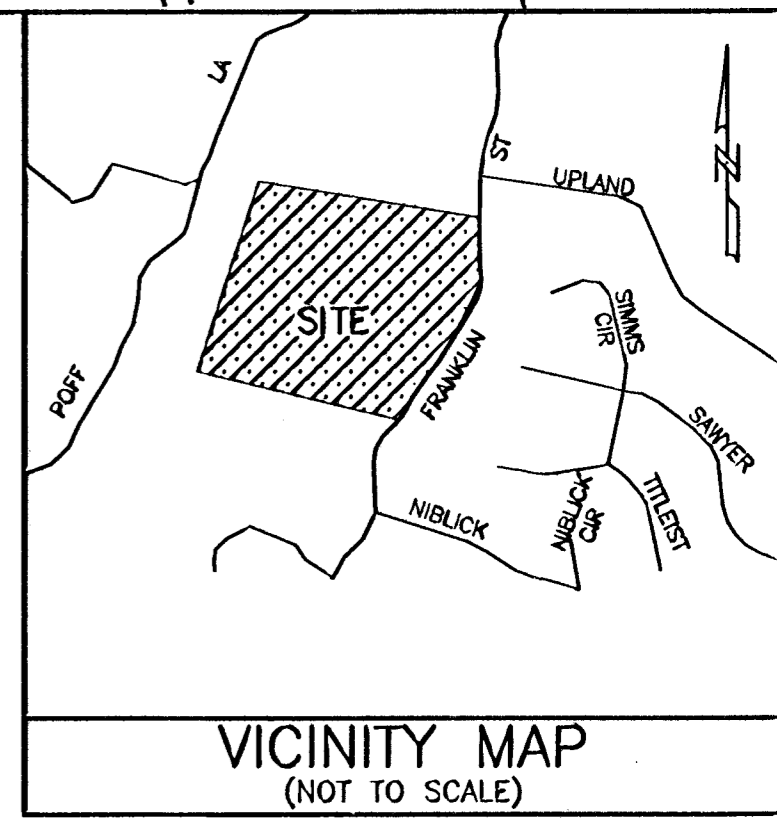 LA
ST
N
UPLAND
SITE
SIMMS
CIR
POFF
FRANKLIN
SAWYER
NIBLICK
NIBLICK
CIR
TITLEIST
VICINITY MAP
(NOT TO SCALE)